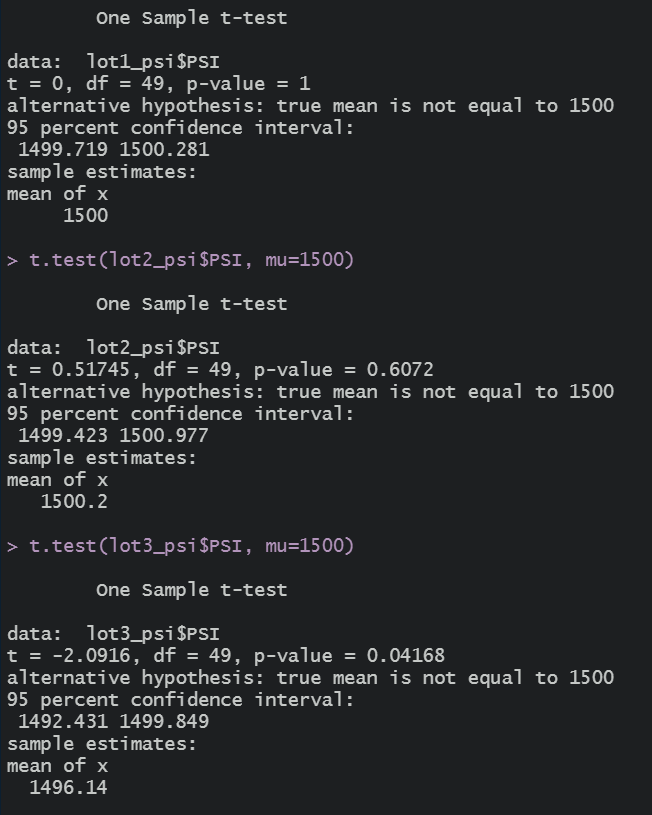 One Sample t-test
data:  lot1_psi$PSI
t = 0, df = 49, p-value = 1
alternative hypothesis: true mean is not equal to 1500
95 percent confidence interval:
1499.719 1500.281
sample estimates:
mean of x
1500
> t.test(lot2_psi$PSI, mu=1500)
One Sample t-test
data:  lot2_psi$PSI
t = 0.51745, df = 49, p-value = 0.6072
alternative hypothesis: true mean is not equal to 1500
95 percent confidence interval:
1499.423 1500.977
sample estimates:
mean of x
1500.2
> t.test(lot3_psi$PSI, mu=1500)
One Sample t-test
data:  lot3_psi$PSI
t = -2.0916, df = 49, p-value = 0.04168
alternative hypothesis: true mean is not equal to 1500
95 percent confidence interval:
1492.431 1499.849
sample estimates:
mean of x
1496.14